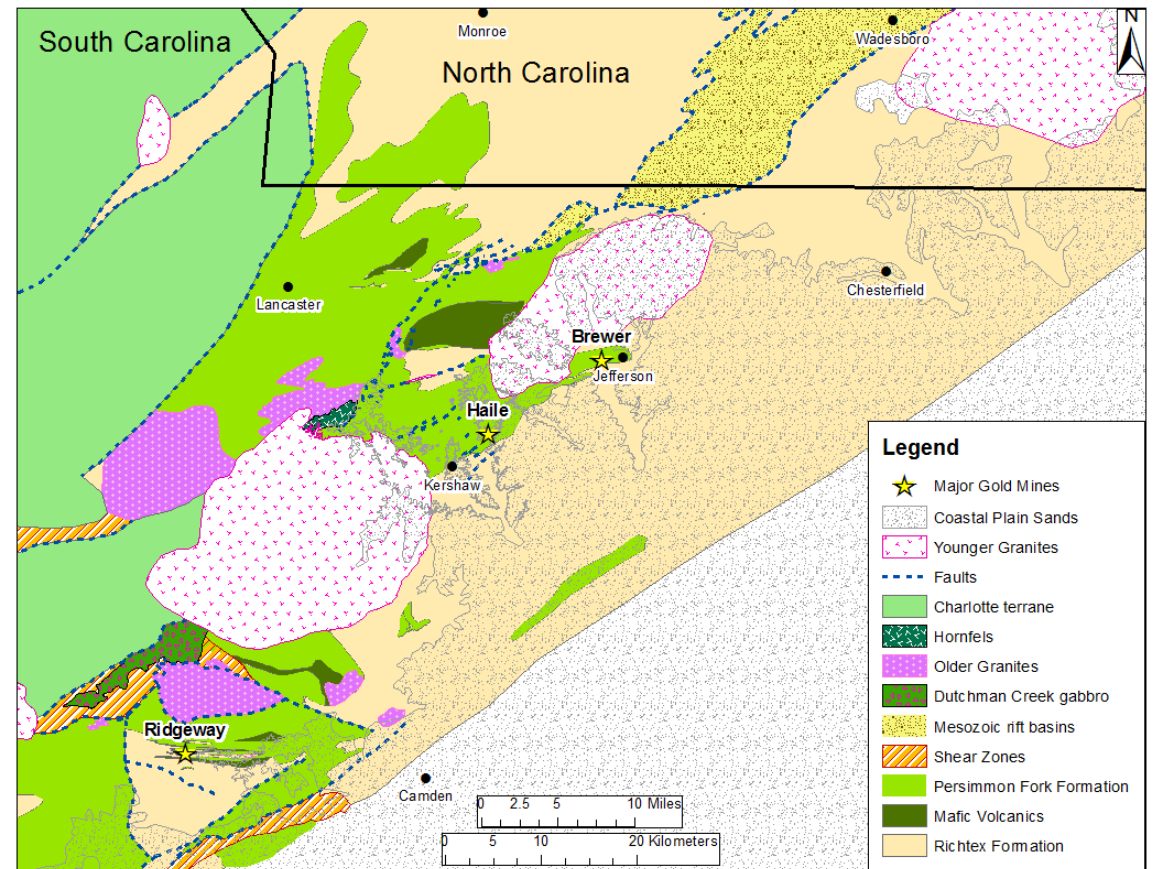 South Carolina
Monroe
Wadesboro
N
North Carolina
Lancaster
Chesterfield
Brewer
Jefferson
Haile
Kershaw
Ridgeway
Camden
0 2.5 5 10 Miles
0 5 10 20 Kilometers
Legend
Major Gold Mines
Coastal Plain Sands
Younger Granites
Faults
Charlotte terrane
Hornfels
Older Granites
Dutchman Creek gabbro
Mesozoic rift basins
Shear Zones
Persimmon Fork Formation
Mafic Volcanics
Richtex Formation